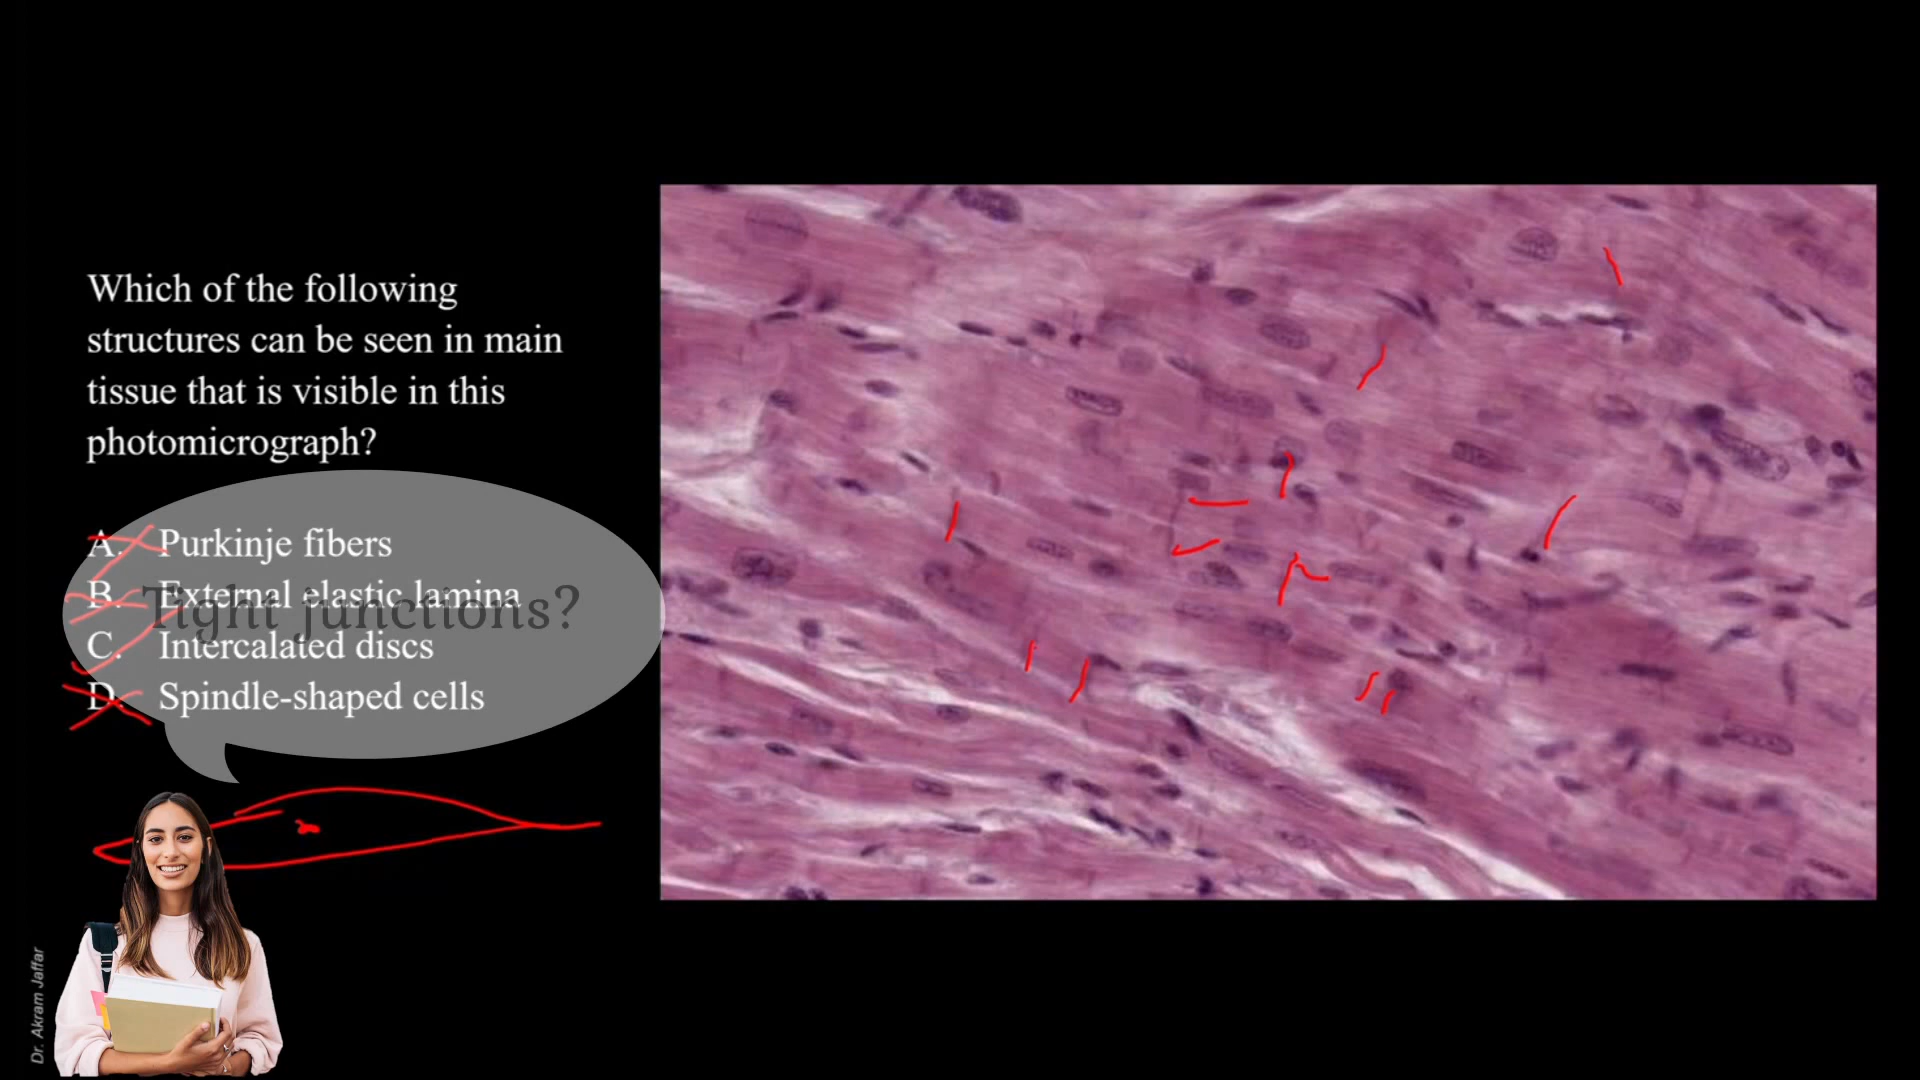 Which of the following
structures can be seen in main
tissue that is visible in this
photomicrograph?
A. Purkinje fibers
B. External elastic lamina
Tight junctions?
C. Intercalated discs
D. Spindle-shaped cells
Dr. Akram Jaffar